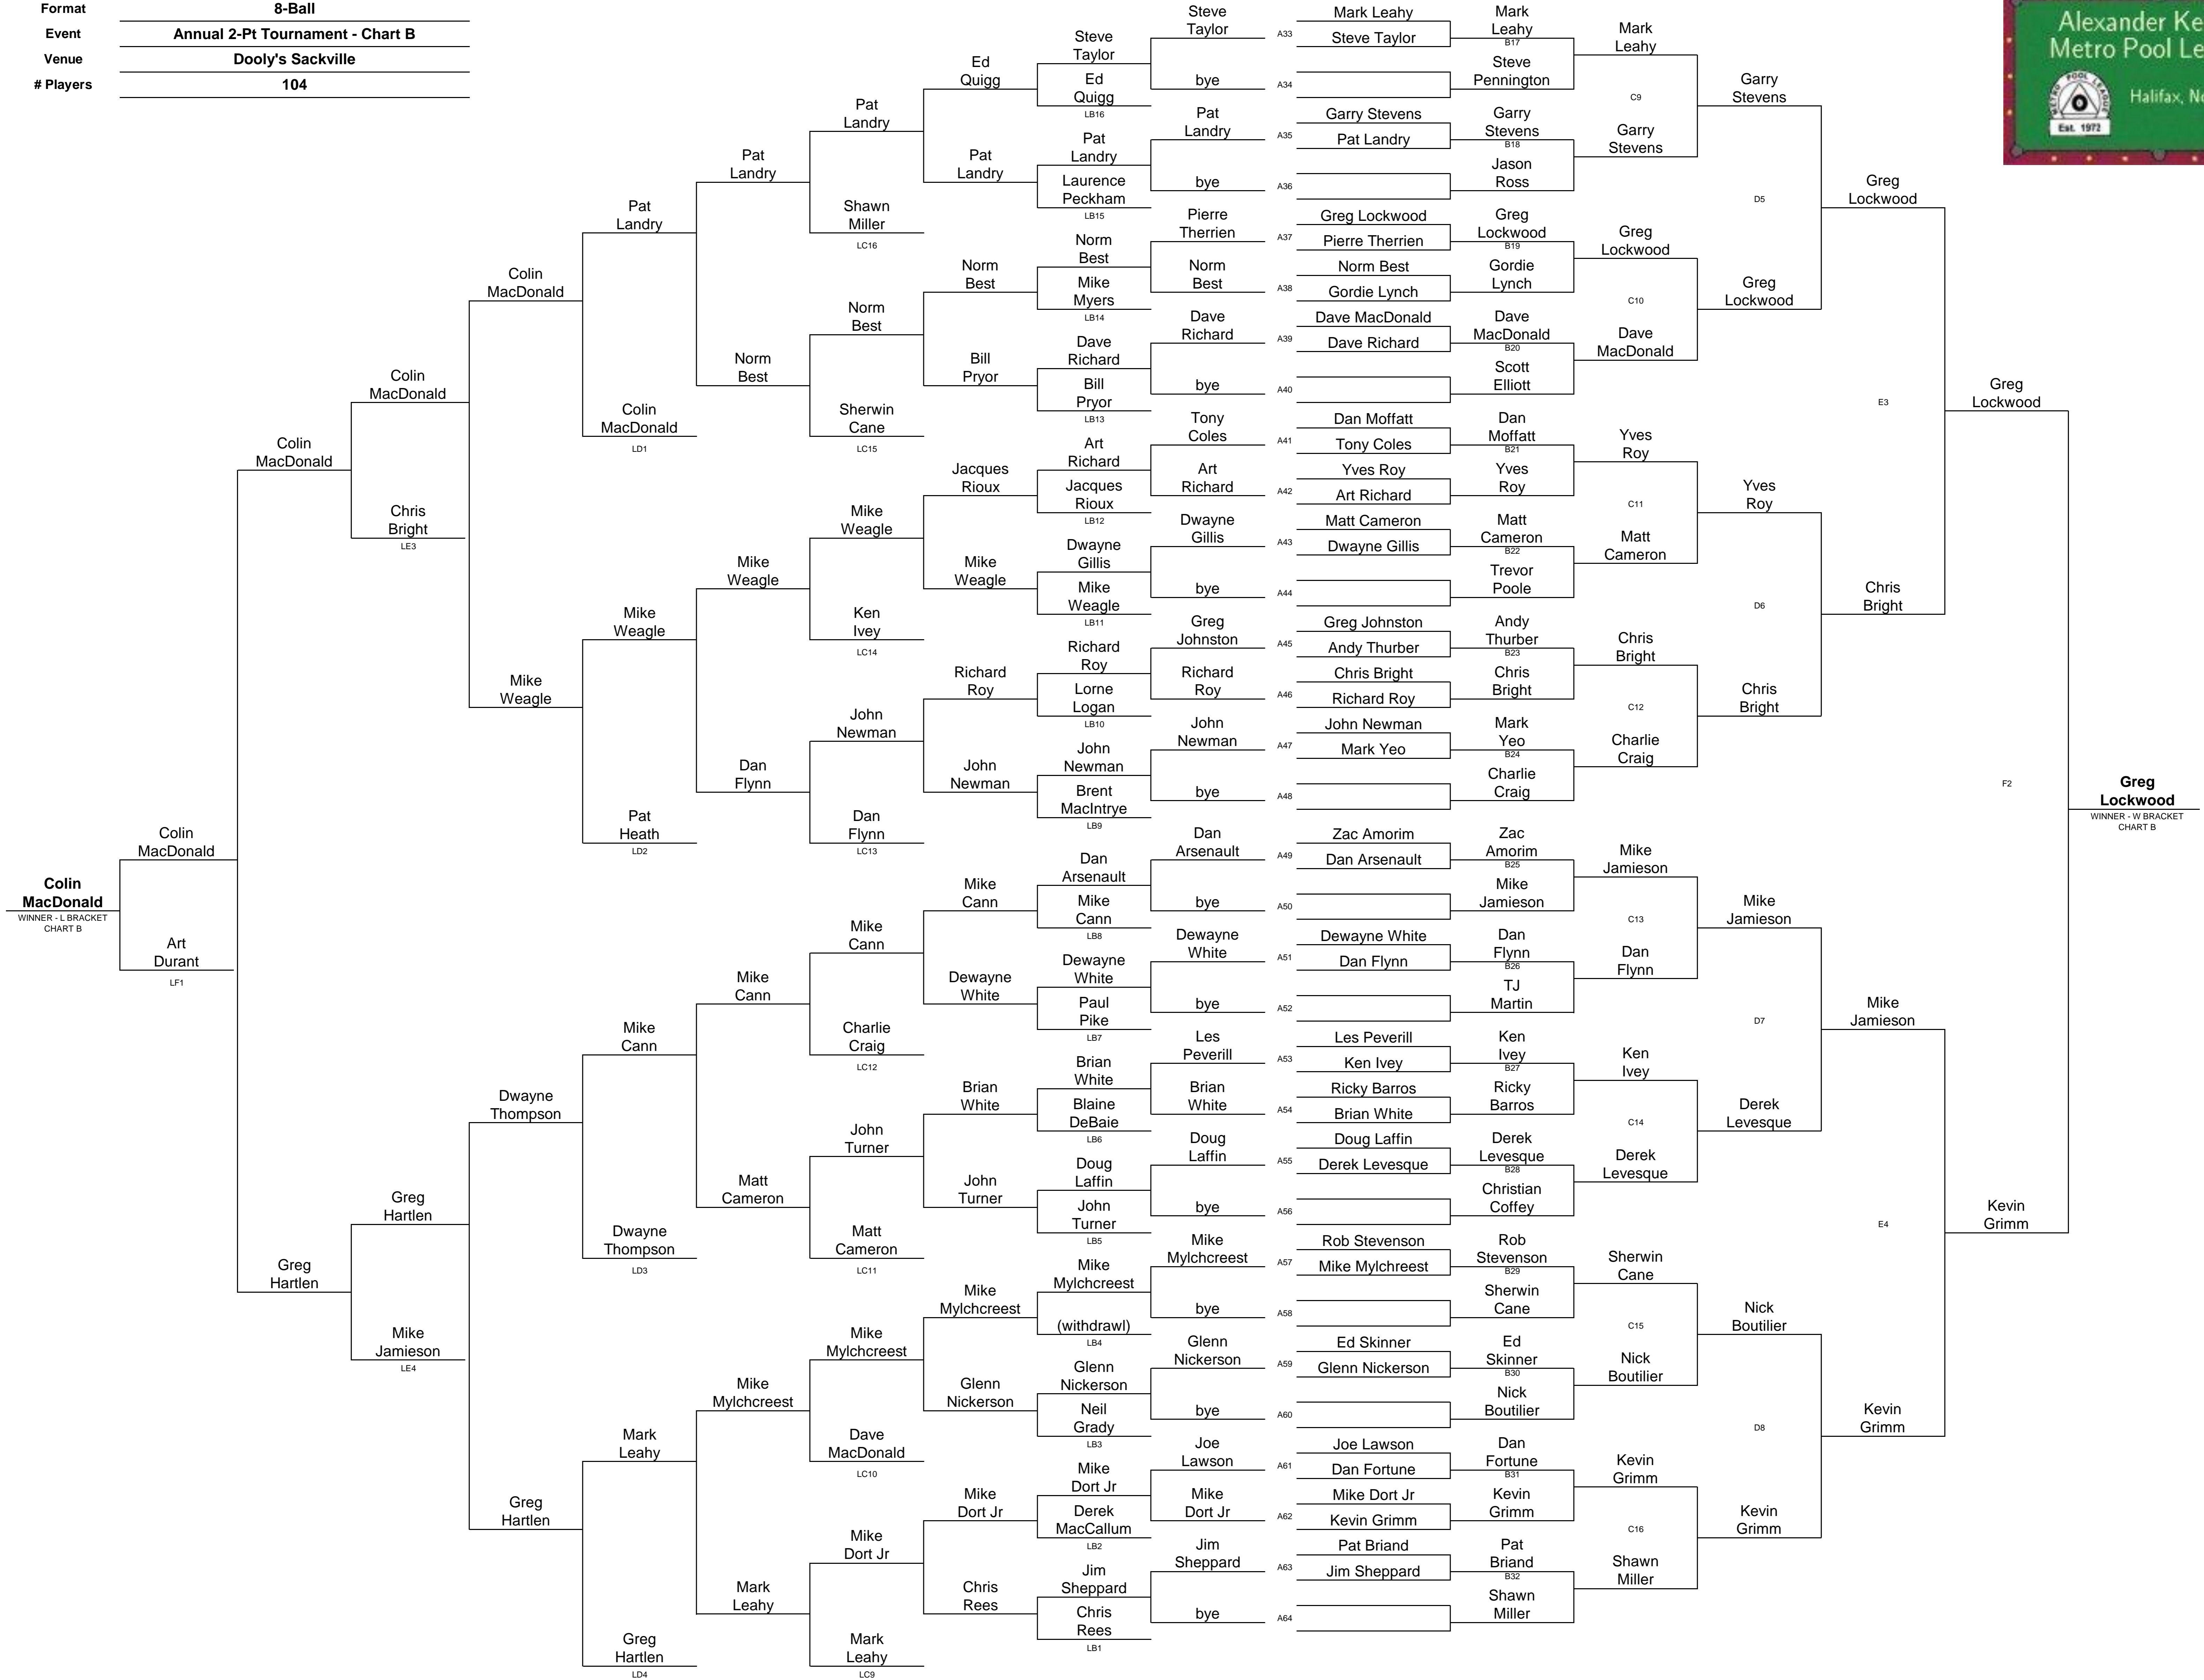 Format
8-Ball
Event
Annual 2-Pt Tournament - Chart B
Venue
Dooly's Sackville
# Players
104
Alexander Ke
Metro Pool Le
METRO POOL LEAGUE
Est. 1972
Halifax, No
Colin
MacDonald
WINNER - L BRACKET
CHART B
Colin
MacDonald
Art
Durant
LF1
Colin
MacDonald
Greg
Hartlen
Colin
MacDonald
Chris
Bright
LE3
Greg
Hartlen
Mike
Jamieson
LE4
Colin
MacDonald
Mike
Weagle
Dwayne
Thompson
Greg
Hartlen
Pat
Landry
Colin
MacDonald
LD1
Mike
Weagle
Pat
Heath
LD2
Mike
Cann
Dwayne
Thompson
LD3
Mark
Leahy
Greg
Hartlen
LD4
Pat
Landry
Norm
Best
Mike
Weagle
Dan
Flynn
Mike
Cann
Matt
Cameron
Mike
Mylchcreest
Mark
Leahy
Pat
Landry
Shawn
Miller
LC16
Norm
Best
Sherwin
Cane
LC15
Mike
Weagle
Ken
Ivey
LC14
John
Newman
Dan
Flynn
LC13
Mike
Cann
Charlie
Craig
LC12
John
Turner
Matt
Cameron
LC11
Mike
Mylchcreest
Dave
MacDonald
LC10
Mike
Dort Jr
Mark
Leahy
LC9
Ed
Quigg
Pat
Landry
Norm
Best
Bill
Pryor
Jacques
Rioux
Mike
Weagle
Richard
Roy
John
Newman
Mike
Cann
Dewayne
White
Brian
White
John
Turner
Mike
Mylchcreest
Glenn
Nickerson
Mike
Dort Jr
Chris
Rees
Steve
Taylor
Ed
Quigg
LB16
Pat
Landry
Laurence
Peckham
LB15
Norm
Best
Mike
Myers
LB14
Dave
Richard
Bill
Pryor
LB13
Art
Richard
Jacques
Rioux
LB12
Dwayne
Gillis
Mike
Weagle
LB11
Richard
Roy
Lorne
Logan
LB10
John
Newman
Brent
MacIntrye
LB9
Dan
Arsenault
Mike
Cann
LB8
Dewayne
White
Paul
Pike
LB7
Brian
White
Blaine
DeBaie
LB6
Doug
Laffin
John
Turner
LB5
Mike
Mylchcreest
(withdrawl)
LB4
Glenn
Nickerson
Neil
Grady
LB3
Mike
Dort Jr
Derek
MacCallum
LB2
Jim
Sheppard
Chris
Rees
LB1
Steve
Taylor
bye
Pat
Landry
bye
Pierre
Therrien
Norm
Best
Dave
Richard
bye
Tony
Coles
Art
Richard
Dwayne
Gillis
bye
Greg
Johnston
Richard
Roy
John
Newman
bye
Dan
Arsenault
bye
Dewayne
White
bye
Les
Peverill
Brian
White
Doug
Laffin
bye
Mike
Mylchcreest
bye
Glenn
Nickerson
bye
Joe
Lawson
Mike
Dort Jr
Jim
Sheppard
bye
A33
A34
A35
A36
A37
A38
A39
A40
A41
A42
A43
A44
A45
A46
A47
A48
A49
A50
A51
A52
A53
A54
A55
A56
A57
A58
A59
A60
A61
A62
A63
A64
Mark Leahy
Steve Taylor
Garry Stevens
Pat Landry
Greg Lockwood
Pierre Therrien
Norm Best
Gordie Lynch
Dave MacDonald
Dave Richard
Dan Moffatt
Tony Coles
Yves Roy
Art Richard
Matt Cameron
Dwayne Gillis
Greg Johnston
Andy Thurber
Chris Bright
Richard Roy
John Newman
Mark Yeo
Zac Amorim
Dan Arsenault
Dewayne White
Dan Flynn
Les Peverill
Ken Ivey
Ricky Barros
Brian White
Doug Laffin
Derek Levesque
Rob Stevenson
Mike Mylchreest
Ed Skinner
Glenn Nickerson
Joe Lawson
Dan Fortune
Mike Dort Jr
Kevin Grimm
Pat Briand
Jim Sheppard
Mark
Leahy
B17
Steve
Pennington
Garry
Stevens
B18
Jason
Ross
Greg
Lockwood
B19
Gordie
Lynch
Dave
MacDonald
B20
Scott
Elliott
Dan
Moffatt
B21
Yves
Roy
Matt
Cameron
B22
Trevor
Poole
Andy
Thurber
B23
Chris
Bright
Mark
Yeo
B24
Charlie
Craig
Zac
Amorim
B25
Mike
Jamieson
Dan
Flynn
B26
TJ
Martin
Ken
Ivey
B27
Ricky
Barros
Derek
Levesque
B28
Christian
Coffey
Rob
Stevenson
B29
Sherwin
Cane
Ed
Skinner
B30
Nick
Boutilier
Dan
Fortune
B31
Kevin
Grimm
Pat
Briand
B32
Shawn
Miller
Mark
Leahy
C9
Garry
Stevens
Greg
Lockwood
C10
Dave
MacDonald
Yves
Roy
C11
Matt
Cameron
Chris
Bright
C12
Charlie
Craig
Mike
Jamieson
C13
Dan
Flynn
Ken
Ivey
C14
Derek
Levesque
Sherwin
Cane
C15
Nick
Boutilier
Kevin
Grimm
C16
Shawn
Miller
Garry
Stevens
D5
Greg
Lockwood
Yves
Roy
D6
Chris
Bright
Mike
Jamieson
D7
Derek
Levesque
Nick
Boutilier
D8
Kevin
Grimm
Greg
Lockwood
E3
Chris
Bright
Mike
Jamieson
E4
Kevin
Grimm
Greg
Lockwood
F2
Kevin
Grimm
Greg
Lockwood
WINNER - W BRACKET
CHART B